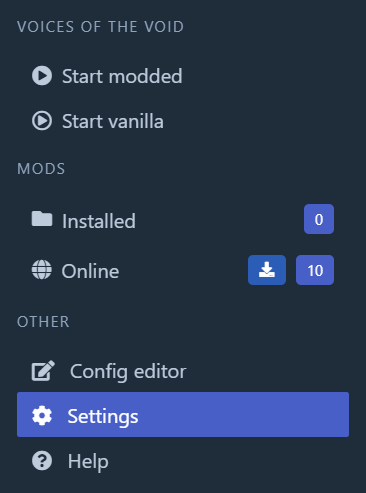 VOICES OF THE VOID
Start modded
Start vanilla
MODS
Installed 0
Online 10
OTHER
Config editor
Settings
Help